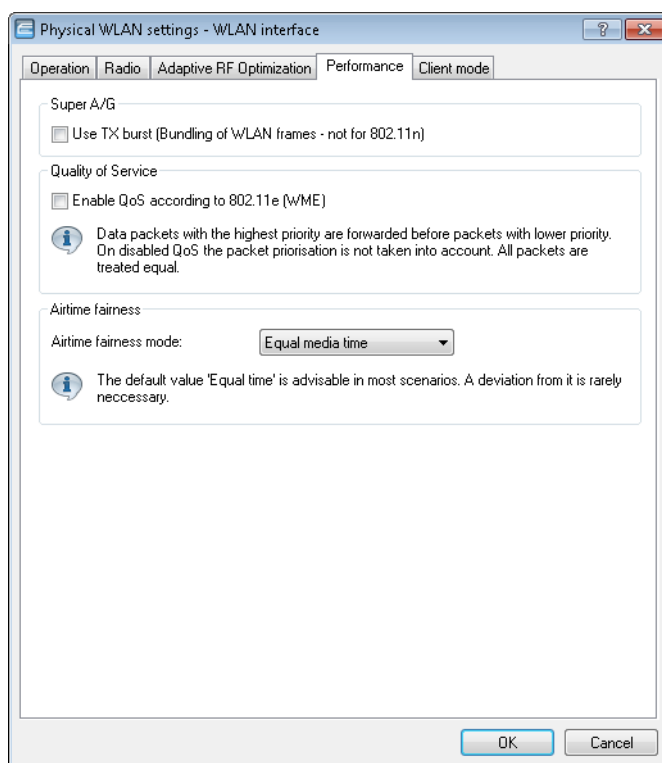 Physical WLAN settings - WLAN interface
Operation Radio Adaptive RF Optimization Performance Client mode
Super A/G
Use TX burst (Bundling of WLAN frames - not for 802.11n)
Quality of Service
Enable QoS according to 802.11e (WME)
Data packets with the highest priority are forwarded before packets with lower priority.
On disabled QoS the packet priorisation is not taken into account. All packets are
treated equal.
Airtime fairness
Airtime fairness mode: Equal media time
The default value 'Equal time' is advisable in most scenarios. A deviation from it is rarely
neccessary.
OK Cancel